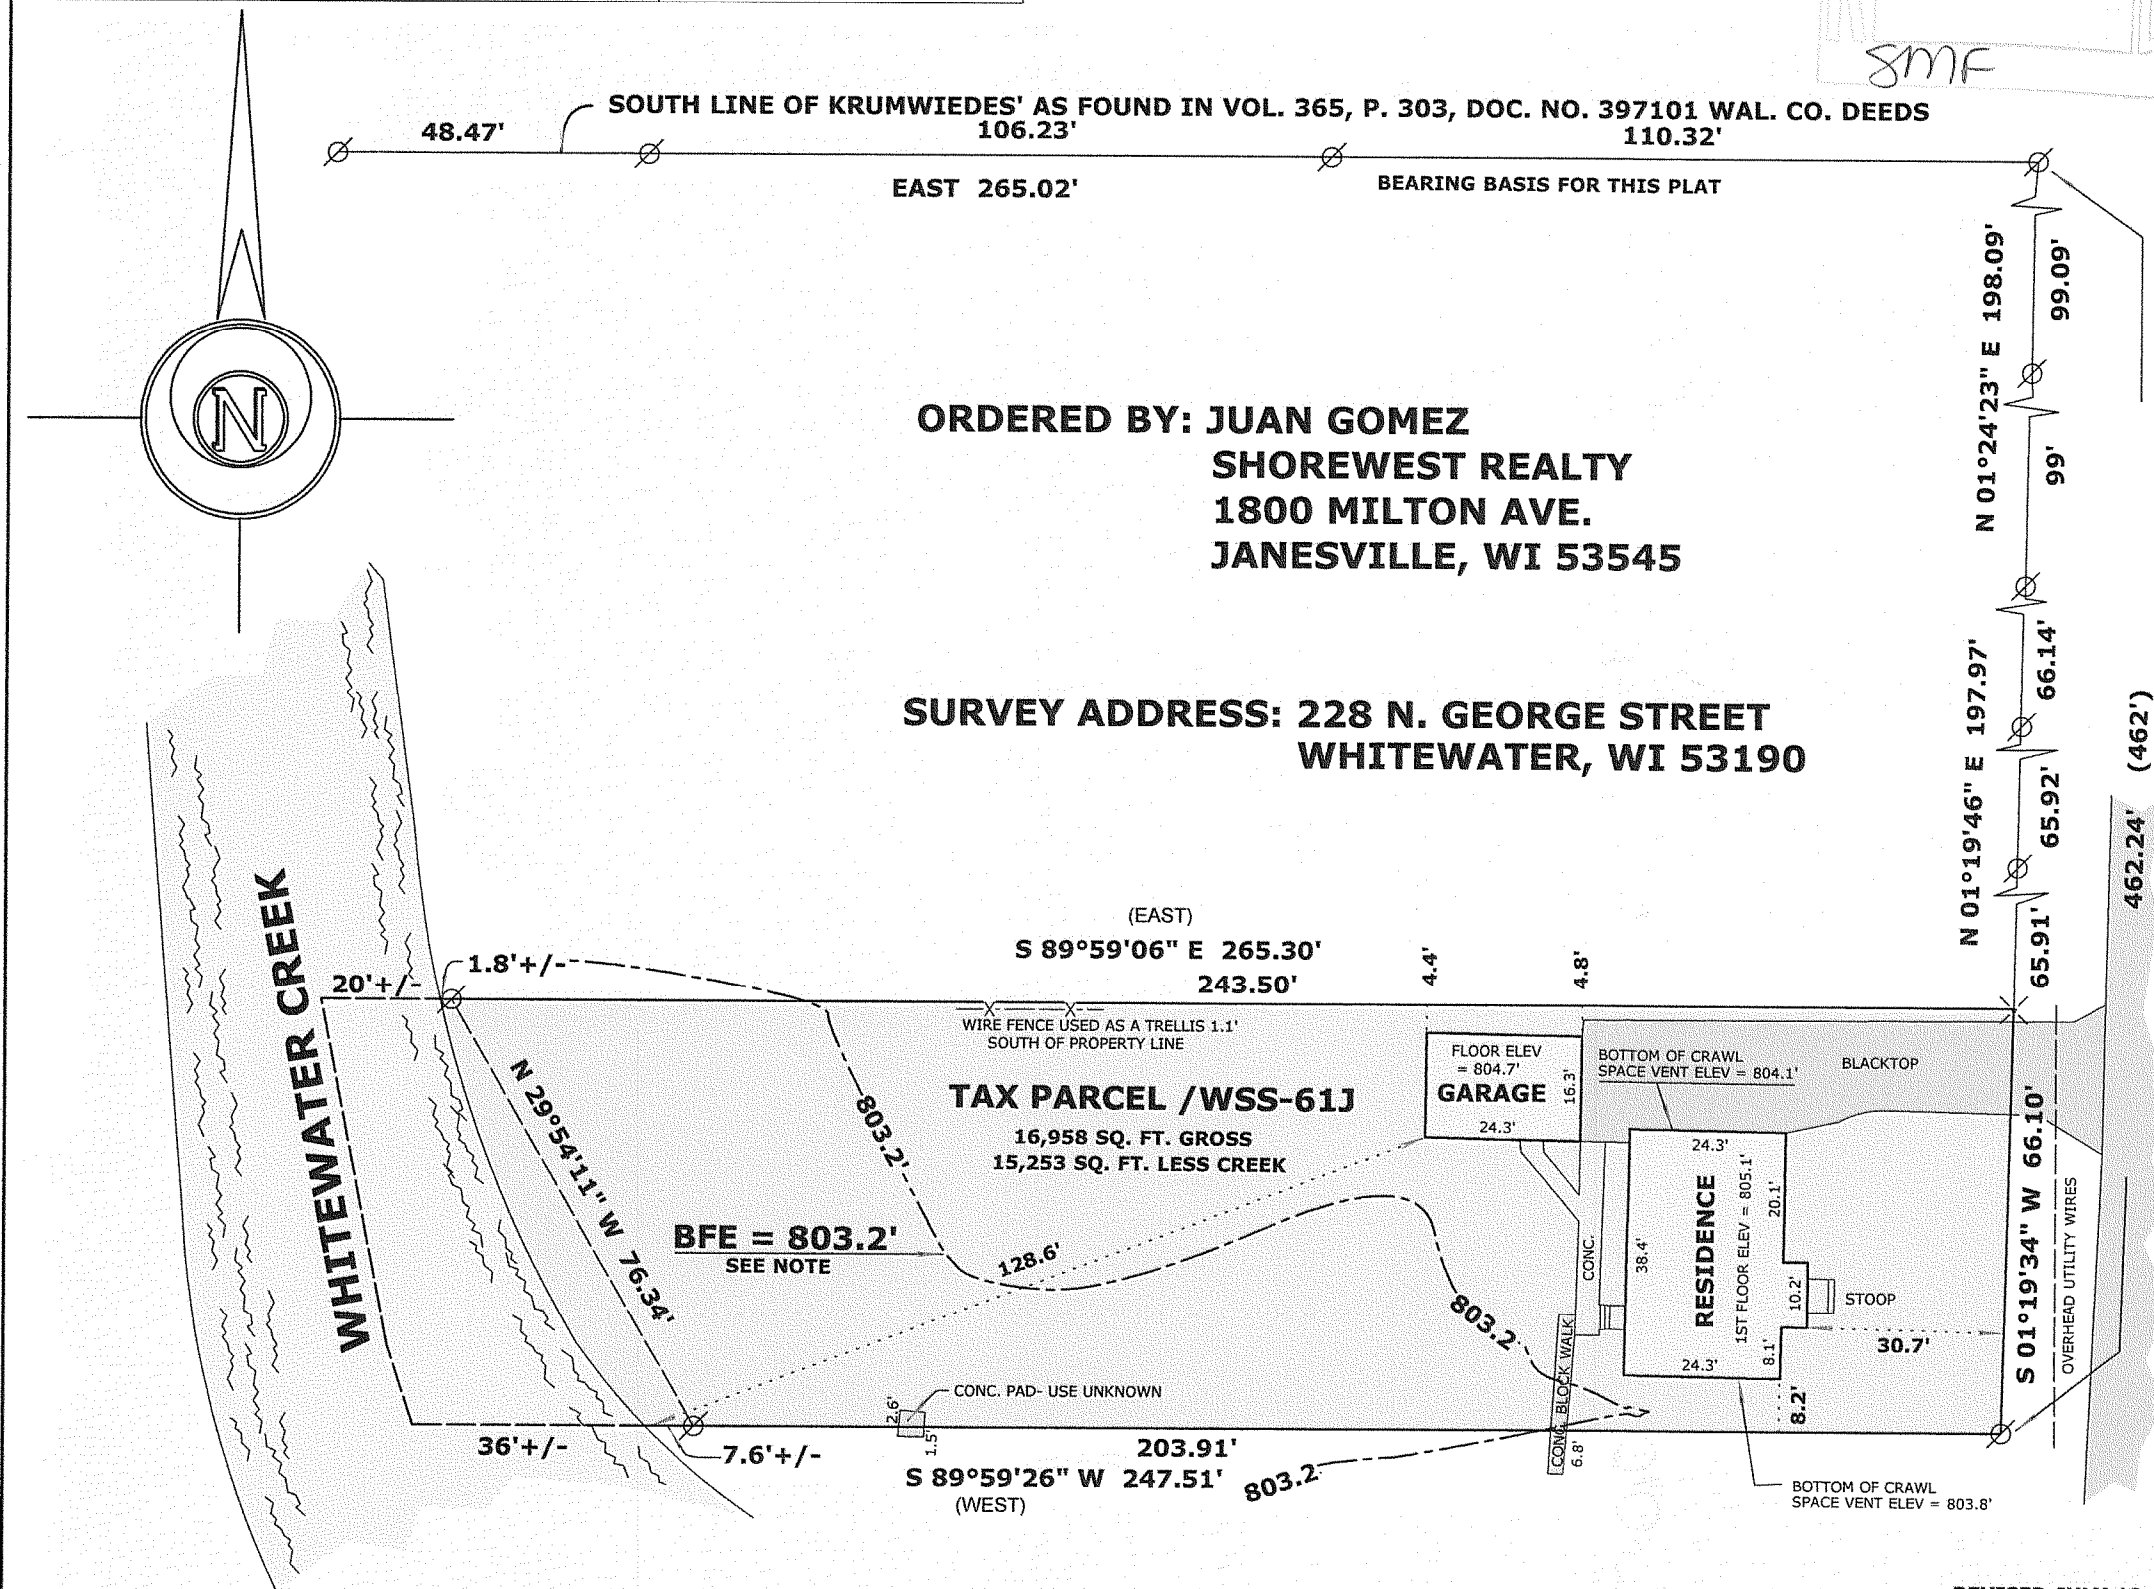 SMF
SOUTH LINE OF KRUMWIEDES' AS FOUND IN VOL. 365, P. 303, DOC. NO. 397101 WAL. CO. DEEDS
48.47'
106.23'
110.32'
EAST 265.02'
BEARING BASIS FOR THIS PLAT
N 01°24'23" E 198.09'
99.09'
99'
N
ORDERED BY: JUAN GOMEZ
SHOREWEST REALTY
1800 MILTON AVE.
JANESVILLE, WI 53545
SURVEY ADDRESS: 228 N. GEORGE STREET
WHITEWATER, WI 53190
N 01°19'46" E 197.97'
66.14'
65.92'
65.91'
462.24' (462')
WHITEWATER CREEK
(EAST)
S 89°59'06" E 265.30'
243.50'
20'+/-
1.8'+/-
4.4'
4.8'
WIRE FENCE USED AS A TRELLIS 1.1'
SOUTH OF PROPERTY LINE
N 29°54'11" W 76.34'
803.2'
TAX PARCEL /WSS-61J
16,958 SQ. FT. GROSS
15,253 SQ. FT. LESS CREEK
FLOOR ELEV
= 804.7'
GARAGE
16.3'
24.3'
BOTTOM OF CRAWL
SPACE VENT ELEV = 804.1'
BLACKTOP
BFE = 803.2'
SEE NOTE
128.6'
803.2
CONC.
24.3'
38.4'
RESIDENCE
1ST FLOOR ELEV = 805.1'
20.1'
10.2'
8.1'
24.3'
STOOP
30.7'
8.2'
S 01°19'34" W 66.10'
OVERHEAD UTILITY WIRES
CONC. BLOCK WALK
6.8'
CONC. PAD- USE UNKNOWN
2.6'
1.5'
36'+/-
7.6'+/-
203.91'
S 89°59'26" W 247.51'
(WEST)
803.2
BOTTOM OF CRAWL
SPACE VENT ELEV = 803.8'